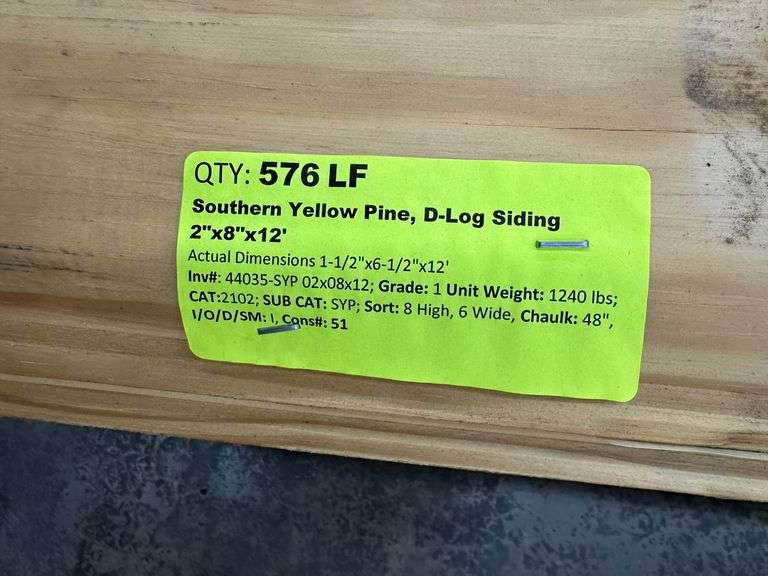 QTY: 576 LF
Southern Yellow Pine, D-Log Siding
2"x8"x12'
Actual Dimensions 1-1/2"x6-1/2"x12'
Inv#: 44035-SYP 02x08x12; Grade: 1 Unit Weight: 1240 lbs;
CAT:2102; SUB CAT: SYP; Sort: 8 High, 6 Wide, Chaulk: 48",
I/O/D/SM: I, Cons#: 51